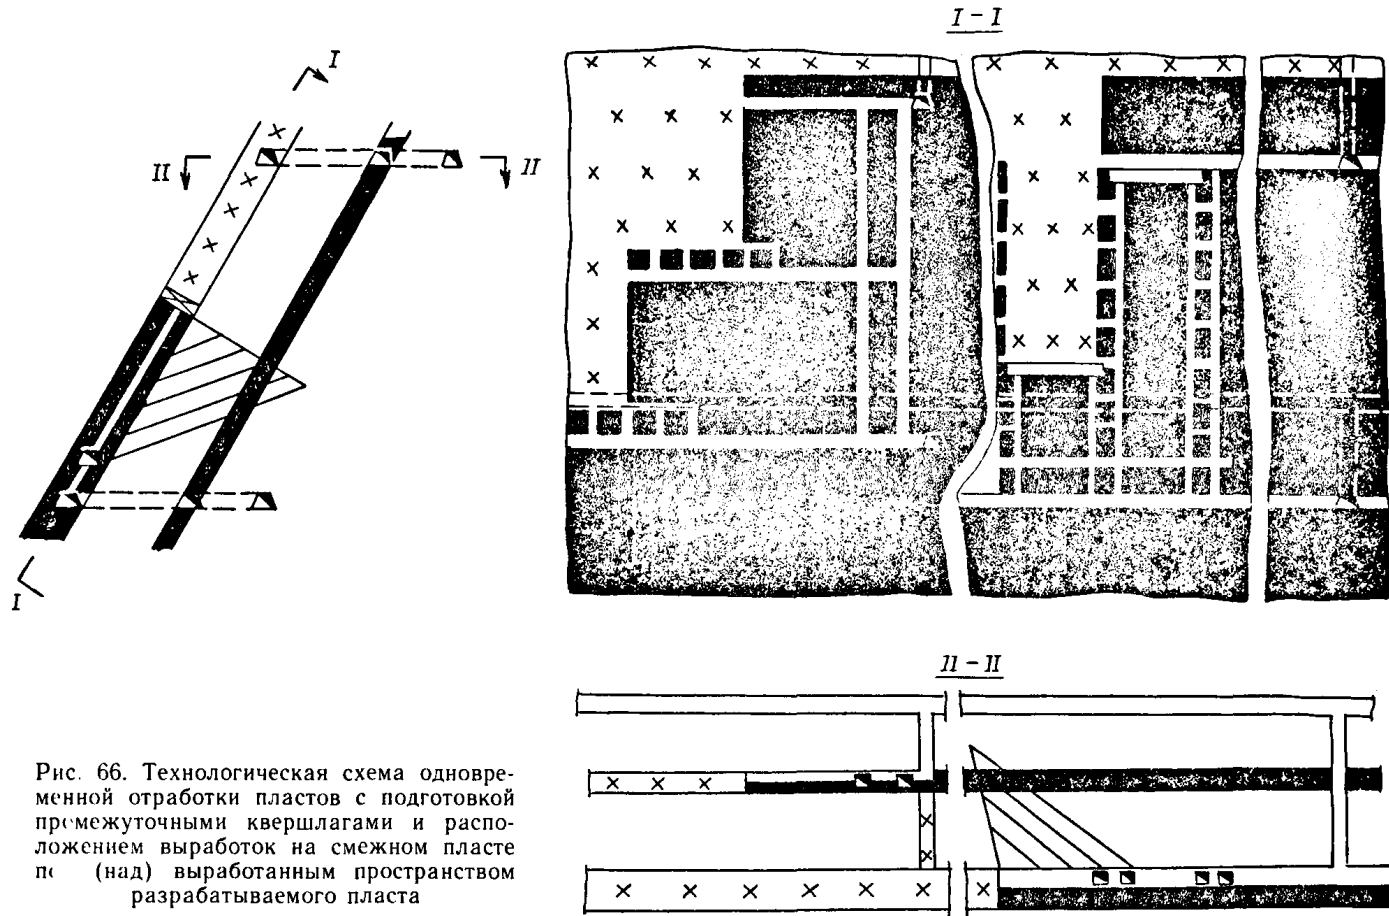 I
II
II
I
I – I
II – II
Рис. 66. Технологическая схема одновре-
менной отработки пластов с подготовкой
промежуточными квершлагами и распо-
ложением выработок на смежном пласте
(над) выработанным пространством
разрабатываемого пласта